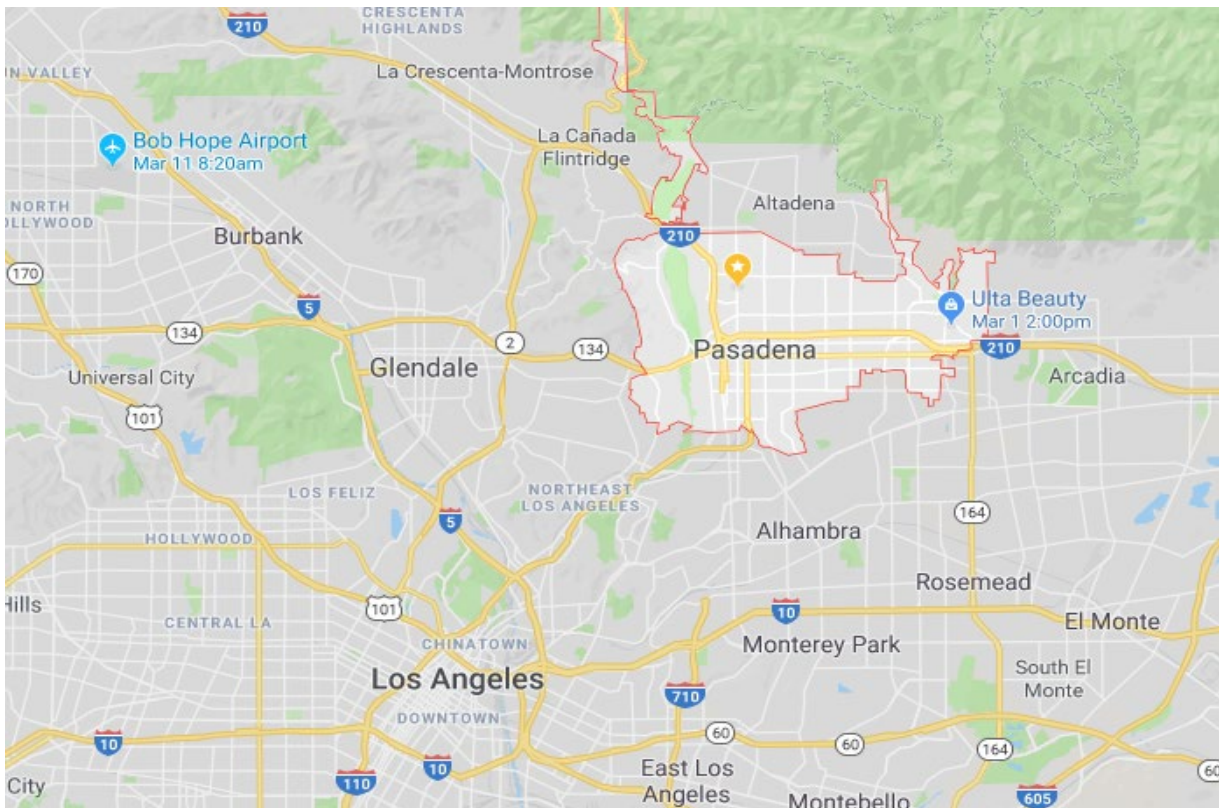 CRESCENTA
HIGHLANDS
210
La Crescenta-Montrose
N VALLEY
Bob Hope Airport
Mar 11 8:20am
La Cañada
Flintridge
Altadena
NORTH
OLLYWOOD
Burbank
210
170
5
Ulta Beauty
Mar 1 2:00pm
134
2
134
Pasadena
210
Universal City
Glendale
Arcadia
101
LOS FELIZ
NORTHEAST
LOS ANGELES
5
164
HOLLYWOOD
Alhambra
Rosemead
Hills
101
CENTRAL LA
10
El Monte
CHINATOWN
Monterey Park
Los Angeles
South El
Monte
710
DOWNTOWN
10
60
60
164
10
110
East Los
Angeles
60
City
Montebello
605